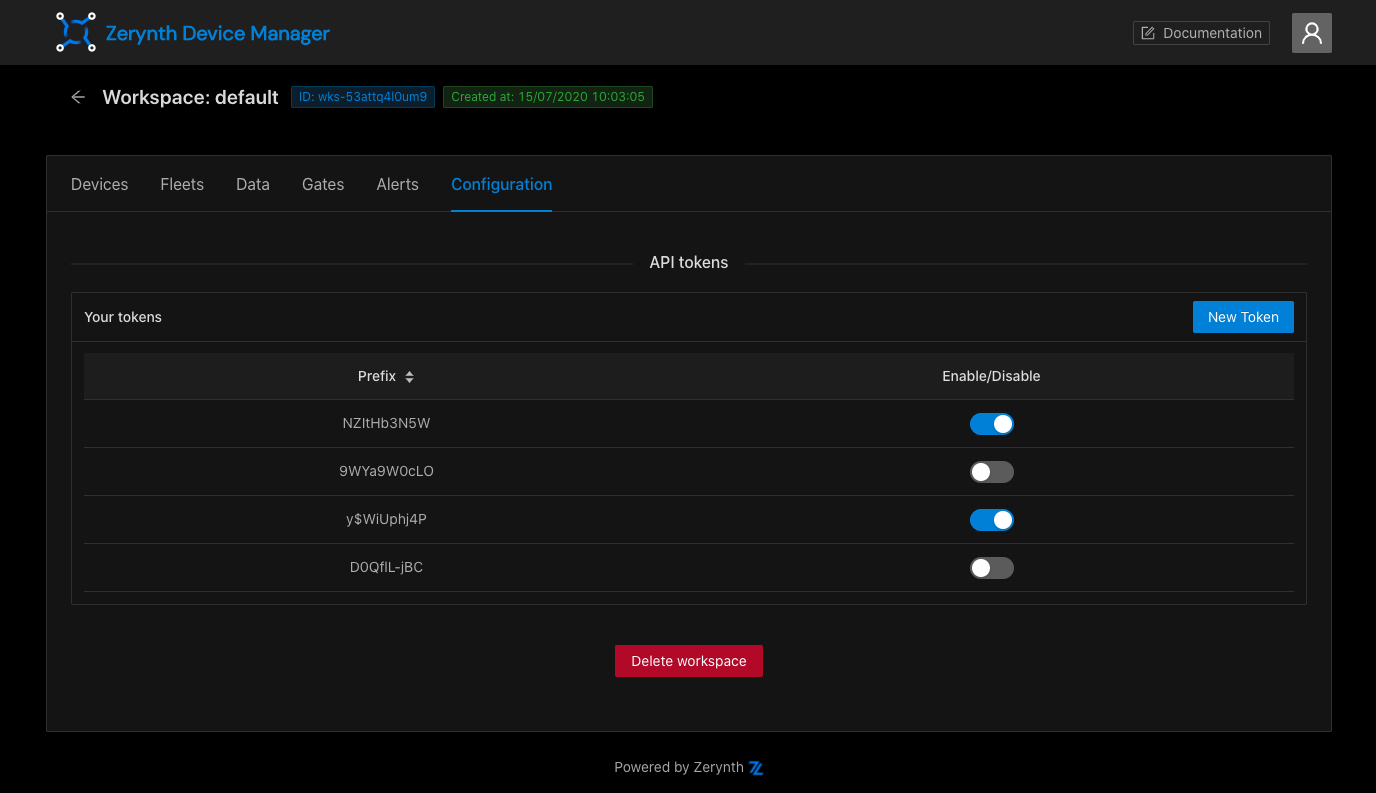 Zerynth Device Manager
Documentation
Workspace: default ID: wks-53attq4l0um9 Created at: 15/07/2020 10:03:05
Devices Fleets Data Gates Alerts Configuration
API tokens
Your tokens New Token
Prefix Enable/Disable
NZItHb3N5W
9WYa9W0cLO
y$WiUphj4P
D0QflL-jBC
Delete workspace
Powered by Zerynth